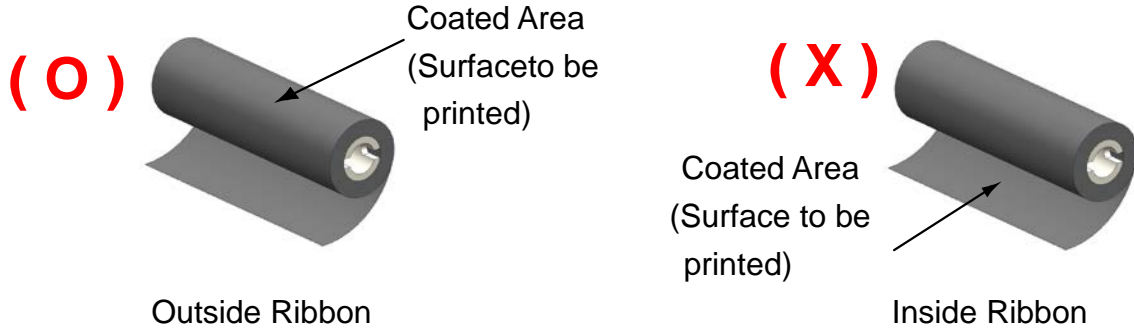 ( O )
Coated Area
(Surfaceto be
printed)
Outside Ribbon
( X )
Coated Area
(Surface to be
printed)
Inside Ribbon